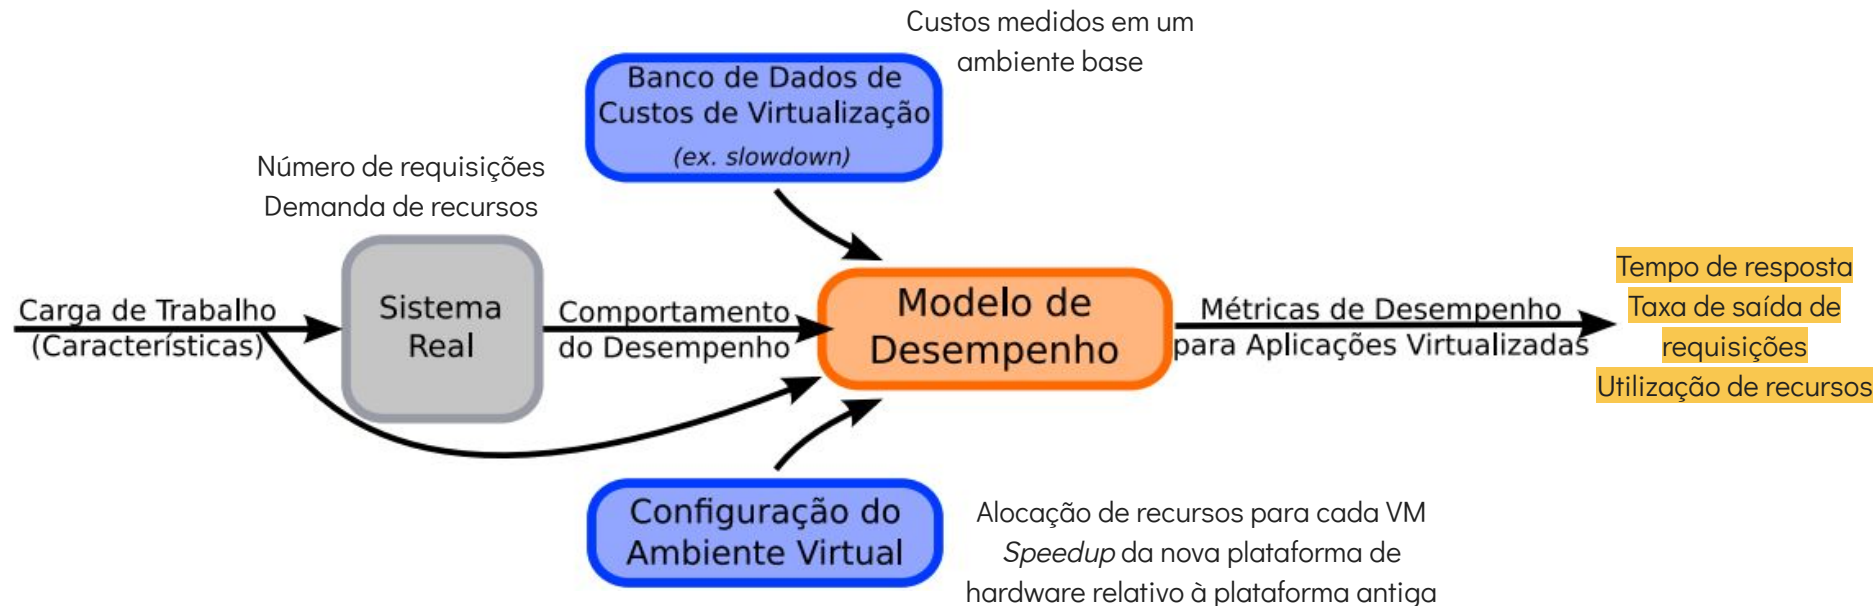 Custos medidos em um
ambiente base
Banco de Dados de
Custos de Virtualização
(ex. slowdown)
Número de requisições
Demanda de recursos
Carga de Trabalho
(Características)
Sistema
Real
Comportamento
do Desempenho
Modelo de
Desempenho
Métricas de Desempenho
para Aplicações Virtualizadas
Tempo de resposta
Taxa de saída de
requisições
Utilização de recursos
Configuração do
Ambiente Virtual
Alocação de recursos para cada VM
Speedup da nova plataforma de
hardware relativo à plataforma antiga